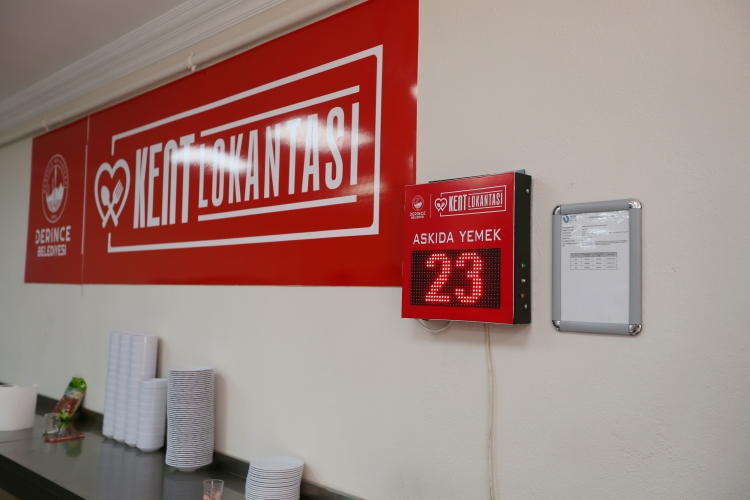 DERİNCE
BELEDİYESİ
KENT LOKANTASI
DERİNCE
BELEDİYESİ
KENT LOKANTASI
ASKIDA YEMEK
23